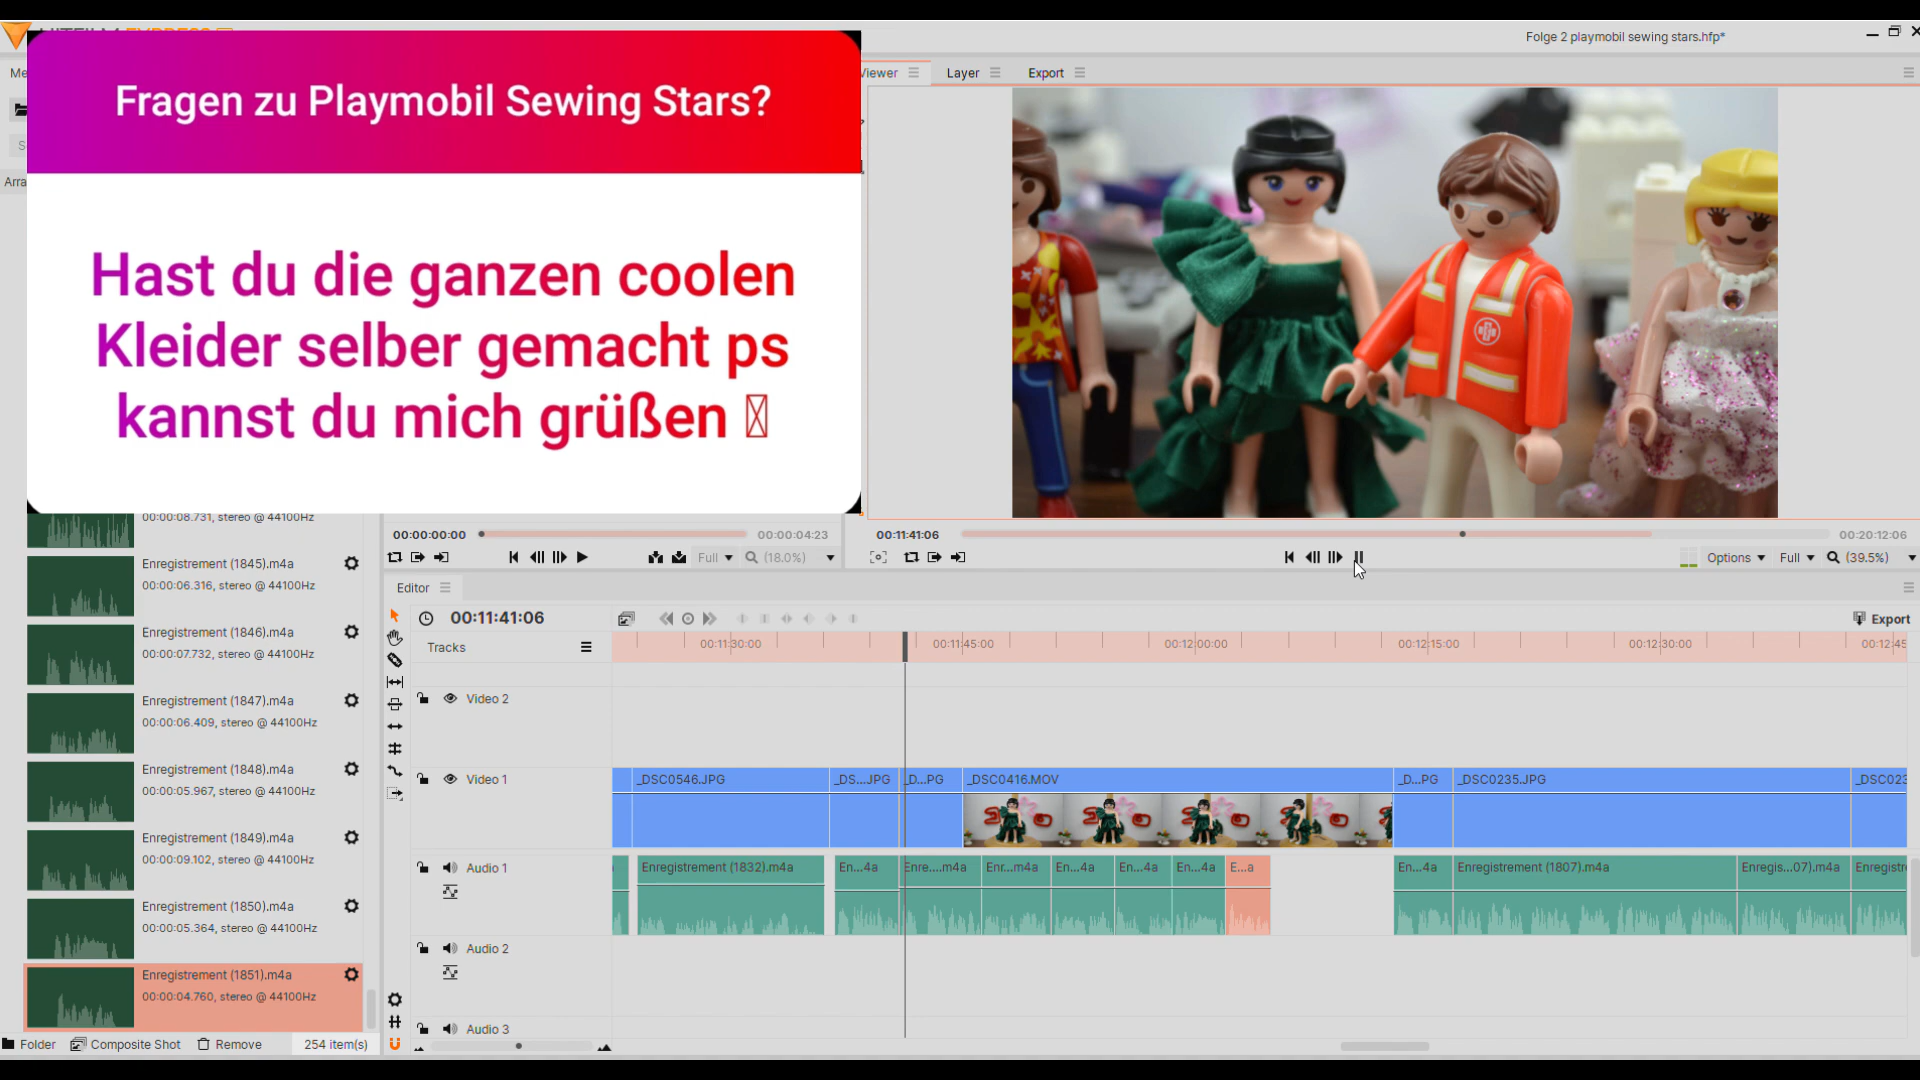 Folge 2 playmobil sewing stars.hfp*
Fragen zu Playmobil Sewing Stars?
Hast du die ganzen coolen
Kleider selber gemacht ps
kannst du mich grüßen
Viewer
Layer
Export
00:00:08.731, stereo @ 44100Hz
Enregistrement (1845).m4a
00:00:06.316, stereo @ 44100Hz
Enregistrement (1846).m4a
00:00:07.732, stereo @ 44100Hz
Enregistrement (1847).m4a
00:00:06.409, stereo @ 44100Hz
Enregistrement (1848).m4a
00:00:05.967, stereo @ 44100Hz
Enregistrement (1849).m4a
00:00:09.102, stereo @ 44100Hz
Enregistrement (1850).m4a
00:00:05.364, stereo @ 44100Hz
Enregistrement (1851).m4a
00:00:04.760, stereo @ 44100Hz
Folder
Composite Shot
Remove
254 item(s)
00:00:00:00
00:00:04:23
Full
(18.0%)
00:11:41:06
00:20:12:06
Options
Full
(39.5%)
Editor
00:11:41:06
Export
Tracks
00:11:30:00
00:11:45:00
00:12:00:00
00:12:15:00
00:12:30:00
00:12:45
Video 2
Video 1
_DSC0546.JPG
_DS...JPG
_D...PG
_DSC0416.MOV
_D...PG
_DSC0235.JPG
_DSC023
Audio 1
Enregistrement (1832).m4a
En...4a
Enre....m4a
Enr...m4a
En...4a
En...4a
En...4a
E...a
En...4a
Enregistrement (1807).m4a
Enregis...07).m4a
Enregistr
Audio 2
Audio 3